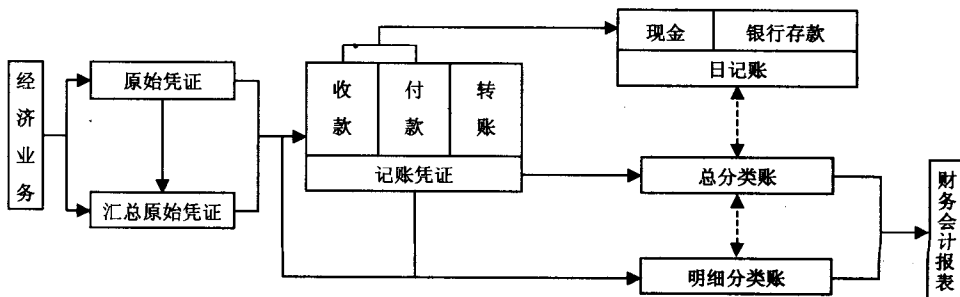 经济业务
原始凭证
汇总原始凭证
收款
付款
转账
记账凭证
现金
银行存款
日记账
总分类账
明细分类账
财务会计报表